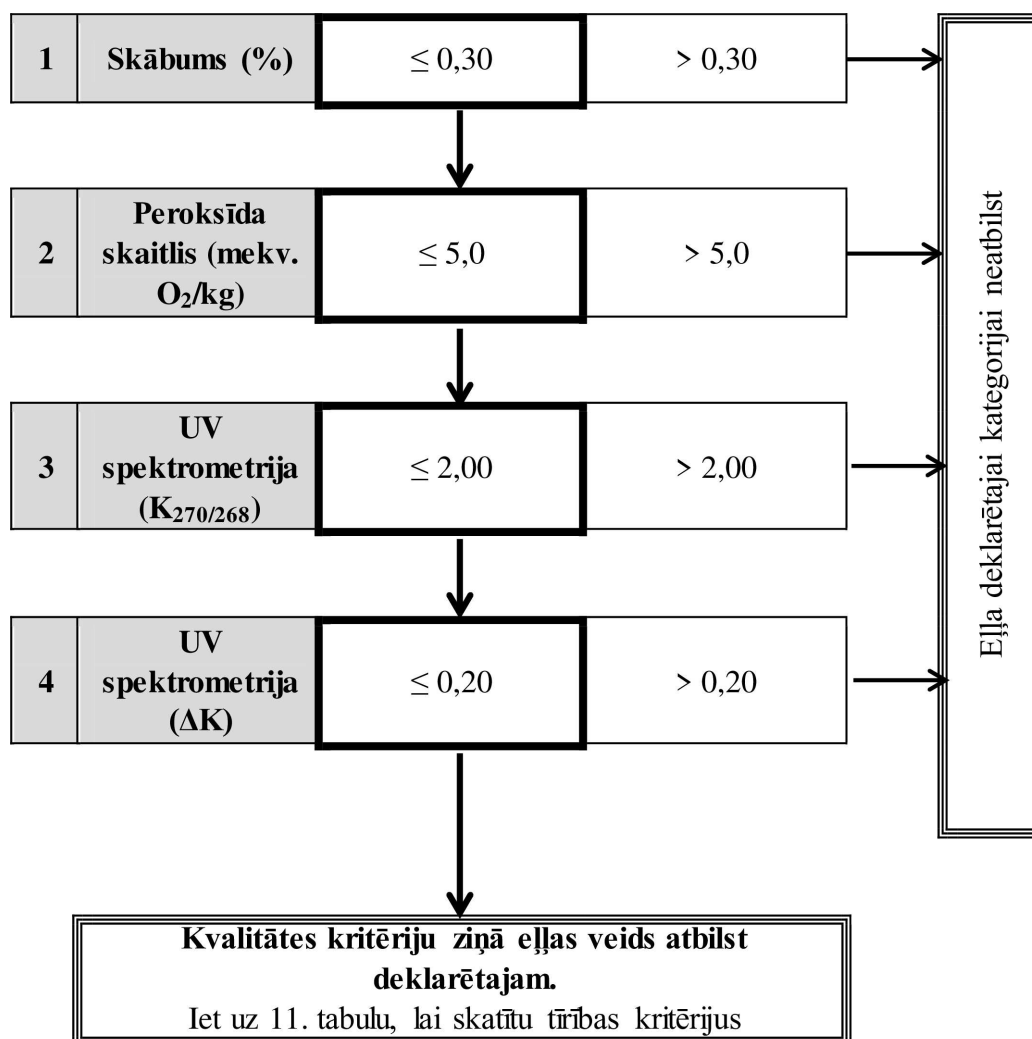 1 Skābums (%) ≤ 0,30 > 0,30
2 Peroksīda skaitlis (mekv. O₂/kg) ≤ 5,0 > 5,0
3 UV spektrometrija (K₂₇₀/₂₆₈) ≤ 2,00 > 2,00
4 UV spektrometrija (ΔK) ≤ 0,20 > 0,20
Eļļa deklarētajai kategorijai neatbilst
Kvalitātes kritēriju ziņā eļļas veids atbilst
deklarētajam.
Iet uz 11. tabulu, lai skatītu tīrības kritērijus